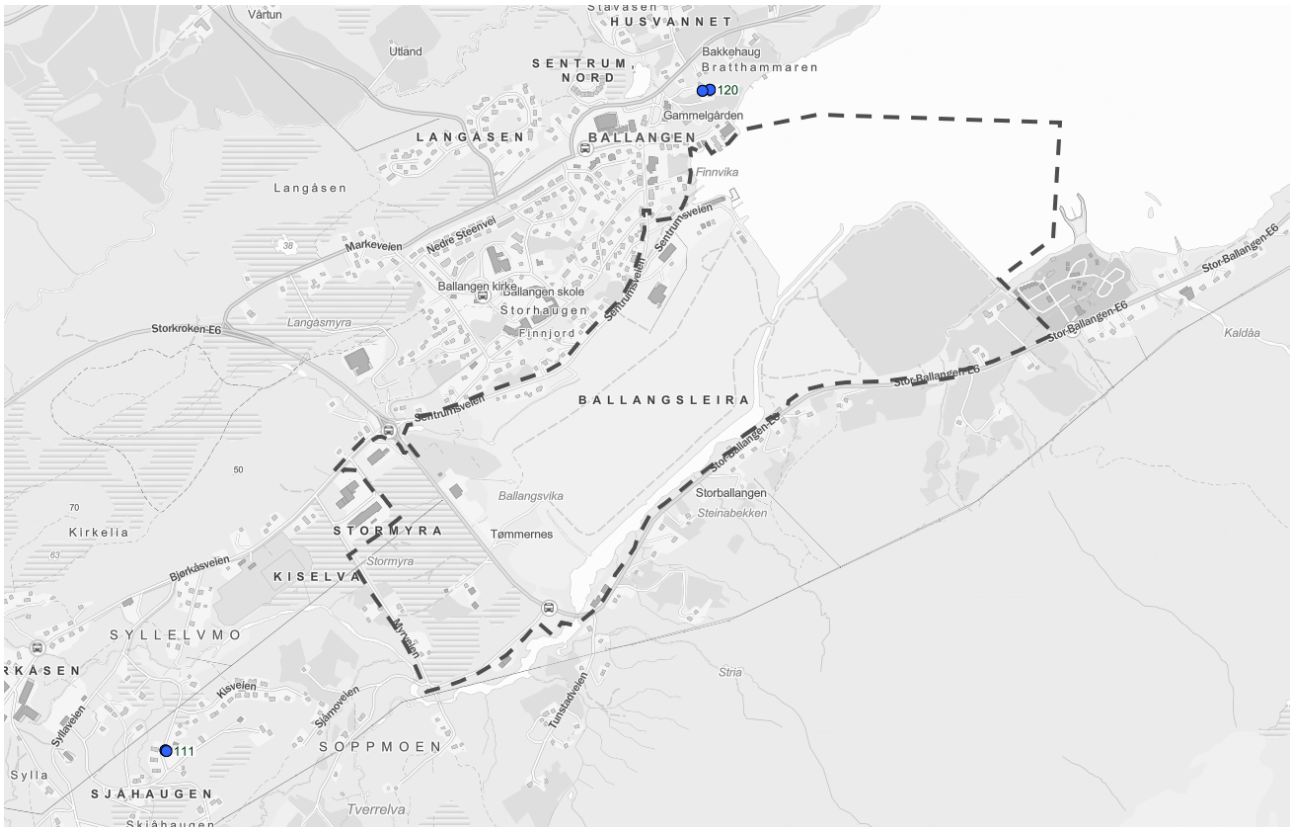 Vårtun
Stavåsen
HUSVANNET
Utland
Bakkehaug
SENTRUM,
NORD
Bratthammaren
120
Gammelgården
LANGÅSEN
BALLANGEN
Finnvika
Langåsen
Sentrumsveien
Nedre Steenvei
Markeveien
38
Stor-Ballangen-E6
Ballangen kirke
Ballangen skole
Storhaugen
Sentrumsveien
Langåsmyra
Finnjord
Storkroken-E6
Stor-Ballangen-E6
Kaldåa
Stor-Ballangen-E6
BALLANGSLEIRA
Sentrumsveien
Stor-Ballangen-E6
50
Ballangsvika
Storballangen
70
Steinabekken
Kirkelia
STORMYRA
Tømmernes
63
Bjørkåsveien
Stormyra
KISELVA
SYLLELVMO
Myrveien
RKÅSEN
Stria
Kisveien
Sjåmoveien
Tunstadveien
Syllaveien
SOPPMOEN
111
Sylla
SJÅHAUGEN
Tverrelva
Skjåhaugen